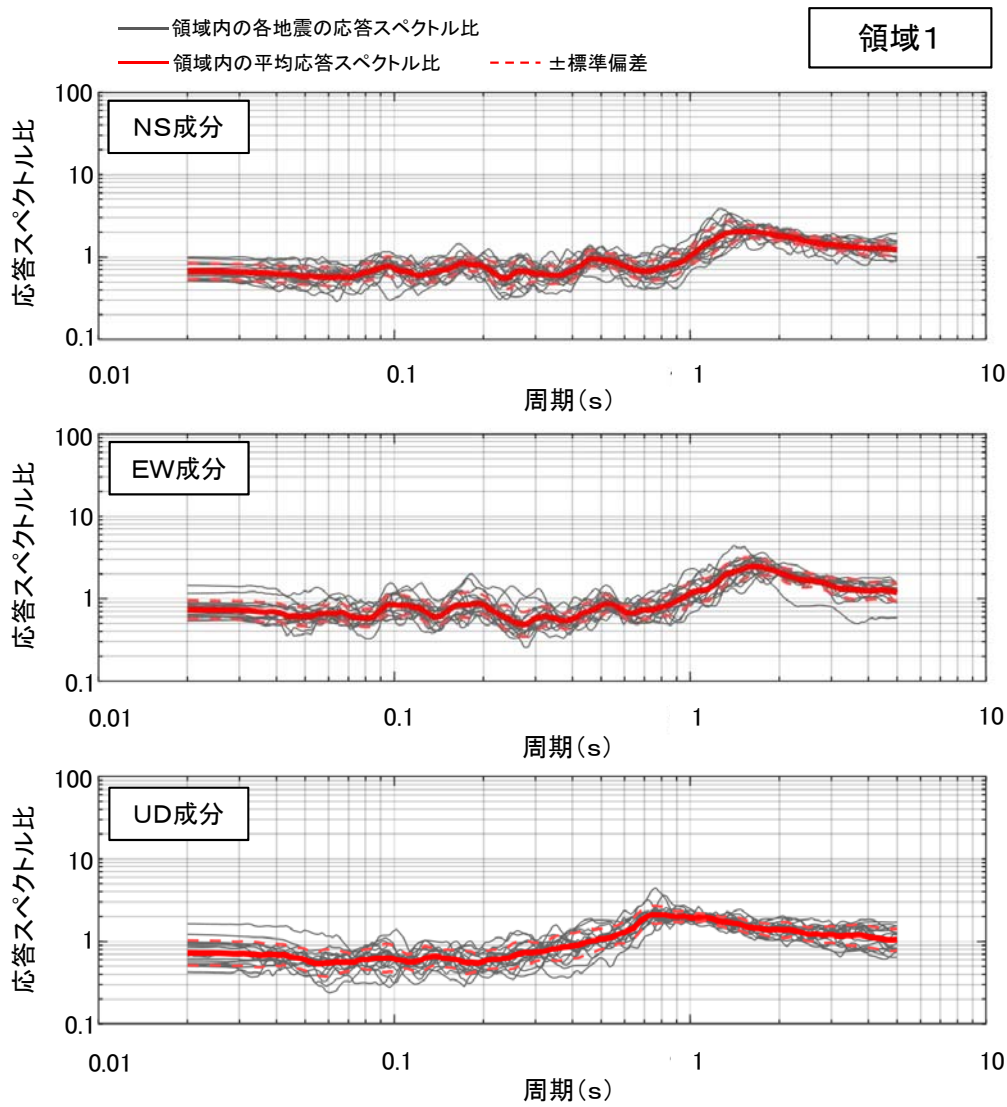 領域内の各地震の応答スペクトル比
領域内の平均応答スペクトル比 ±標準偏差
領域1
NS成分
応答スペクトル比
100
10
1
0.1
0.01 0.1 1 10
周期(s)
EW成分
応答スペクトル比
100
10
1
0.1
0.01 0.1 1 10
周期(s)
UD成分
応答スペクトル比
100
10
1
0.1
0.01 0.1 1 10
周期(s)